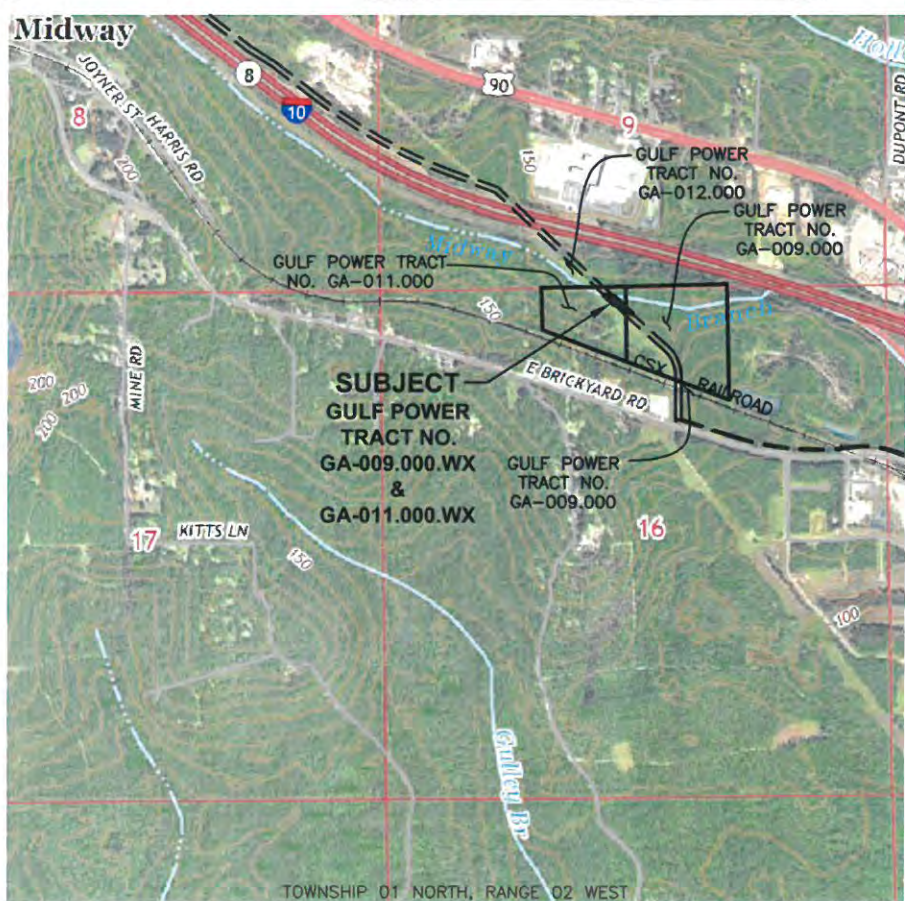 Midway
JOYNER ST
HARRIS RD
8
8
10
90
9
Holl
DUPONT RD
200
150
GULF POWER
TRACT NO.
GA-012.000
GULF POWER
TRACT NO.
GA-009.000
Midway
Branch
GULF POWER TRACT
NO. GA-011.000
150
CSX RAILROAD
E BRICKYARD RD
MINE RD
200
200
200
SUBJECT
GULF POWER
TRACT NO.
GA-009.000.WX
&
GA-011.000.WX
GULF POWER
TRACT NO.
GA-009.000
17
KITTS LN
150
16
100
Gulley Br
TOWNSHIP 01 NORTH, RANGE 02 WEST